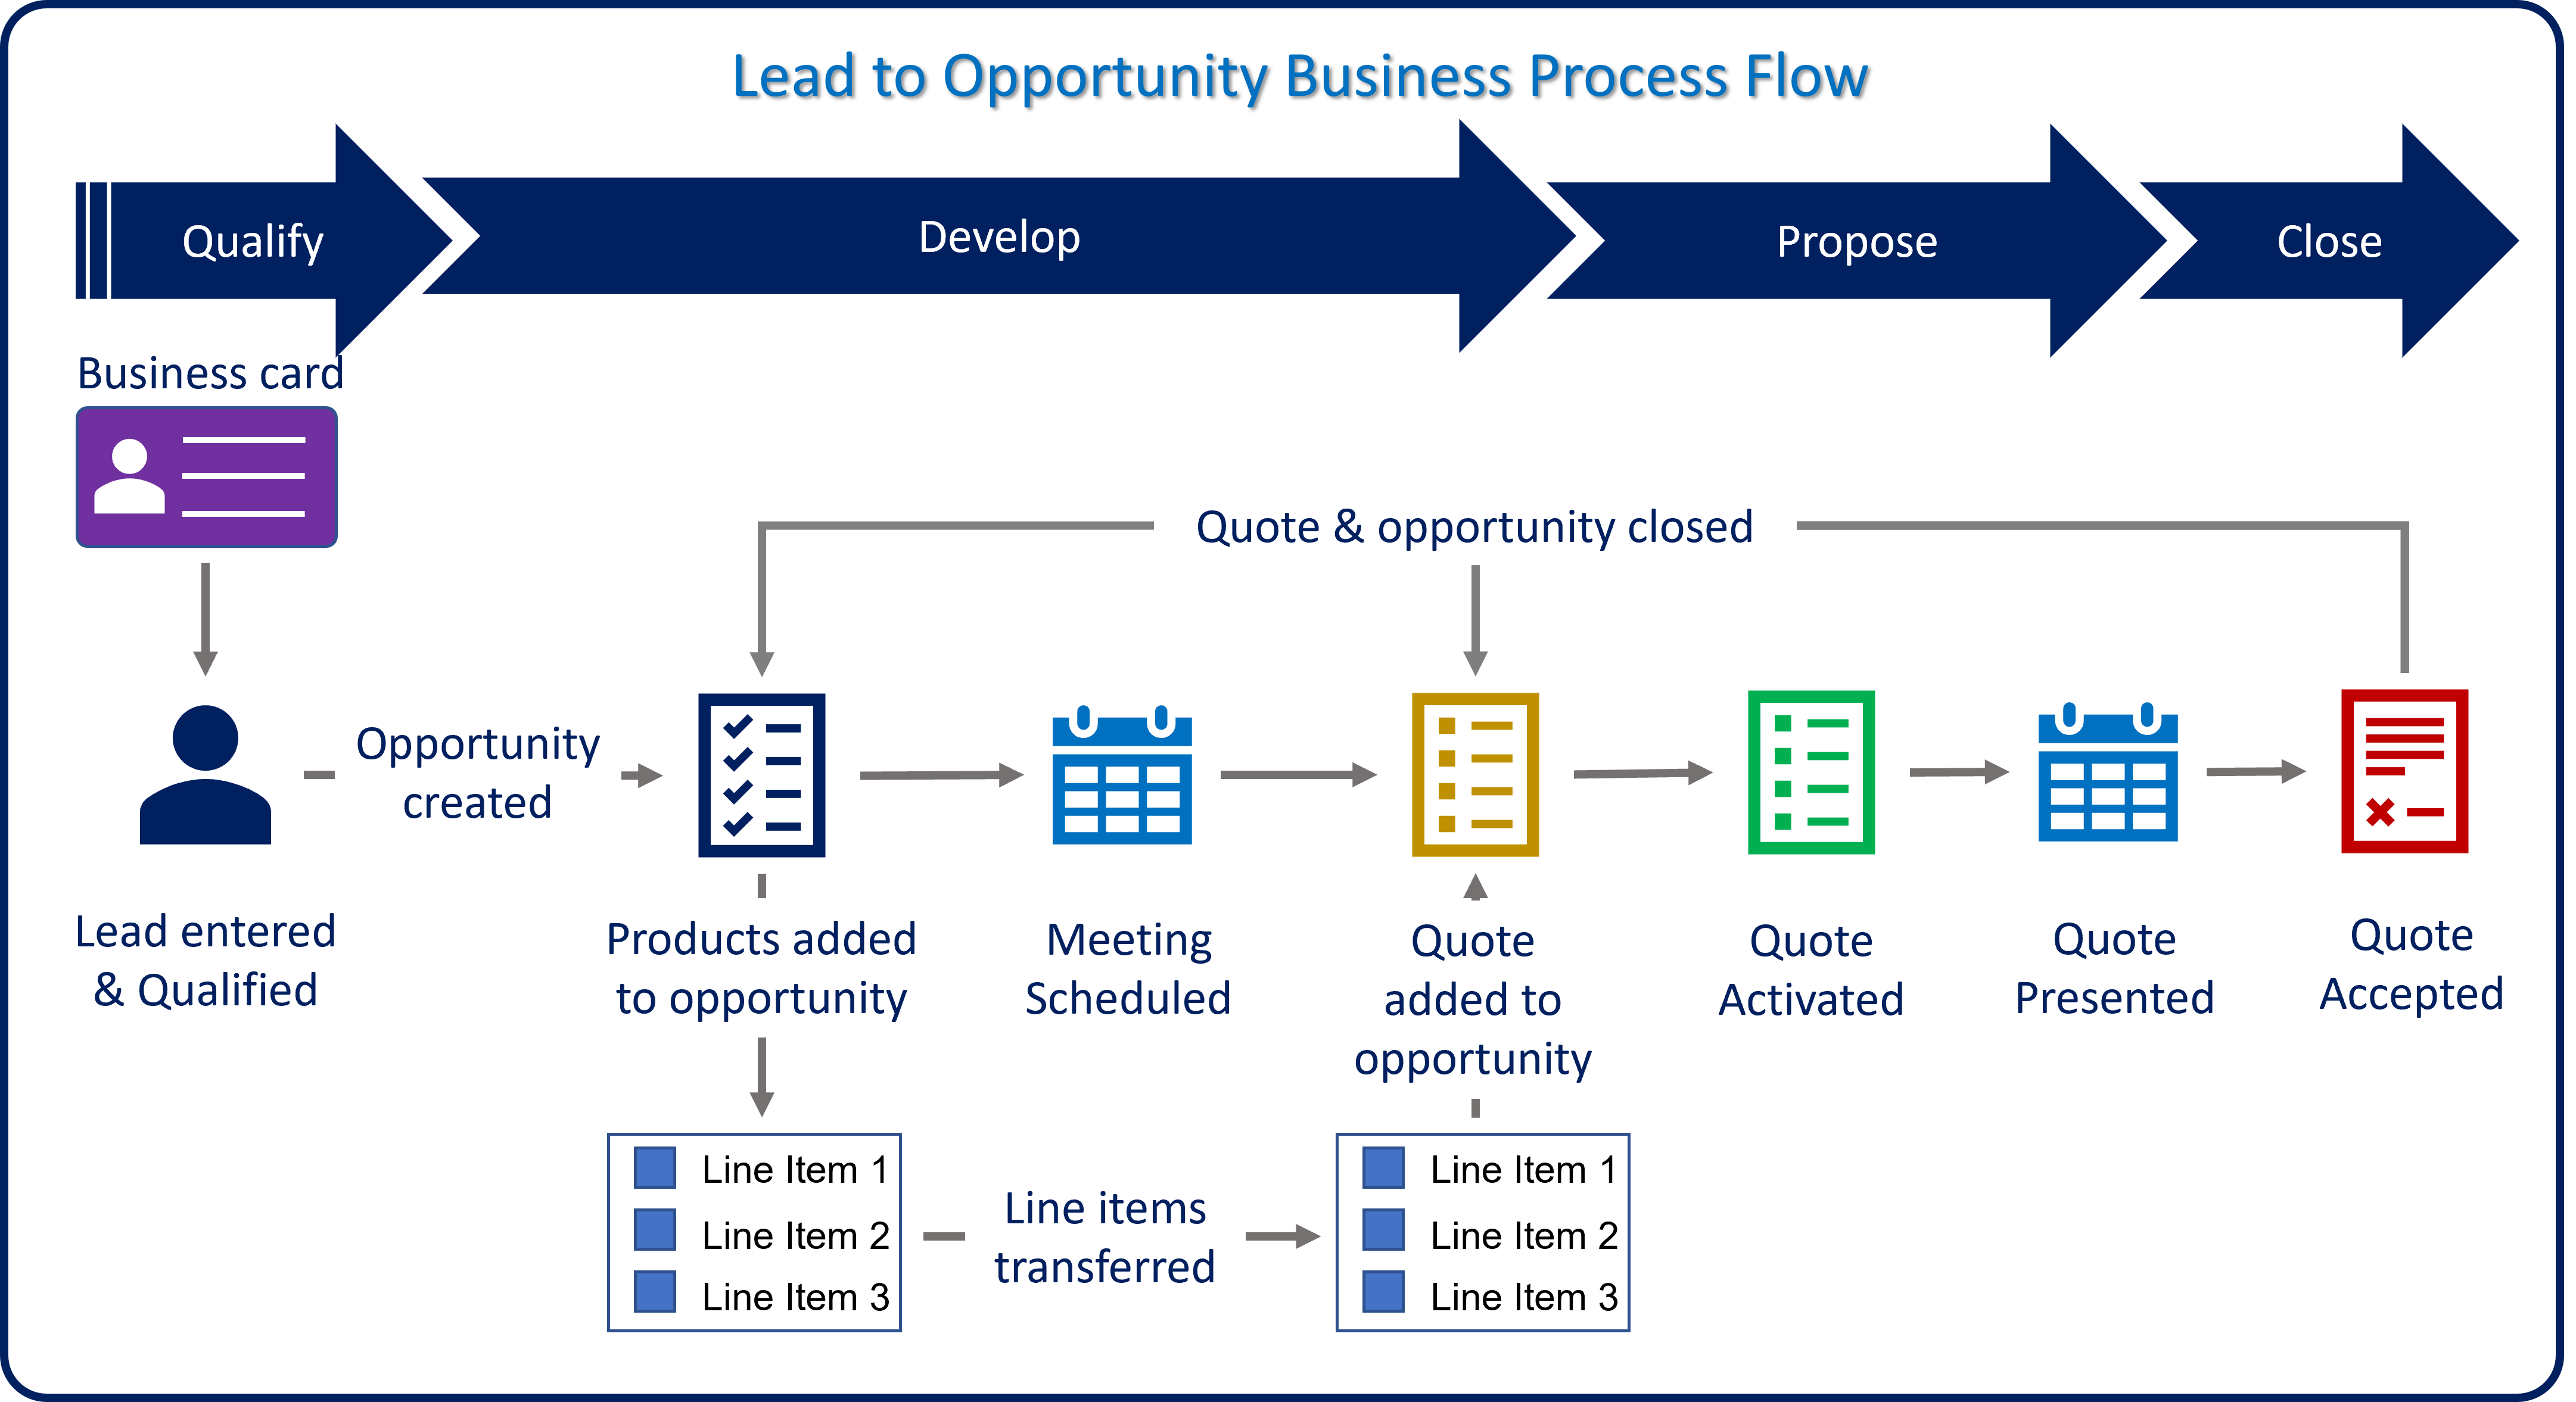 Lead to Opportunity Business Process Flow
Qualify
Develop
Propose
Close
Business card
Quote & opportunity closed
Opportunity
created
Lead entered
& Qualified
Products added
to opportunity
Meeting
Scheduled
Quote
added to
opportunity
Quote
Activated
Quote
Presented
Quote
Accepted
Line Item 1
Line Item 2
Line Item 3
Line items
transferred
Line Item 1
Line Item 2
Line Item 3